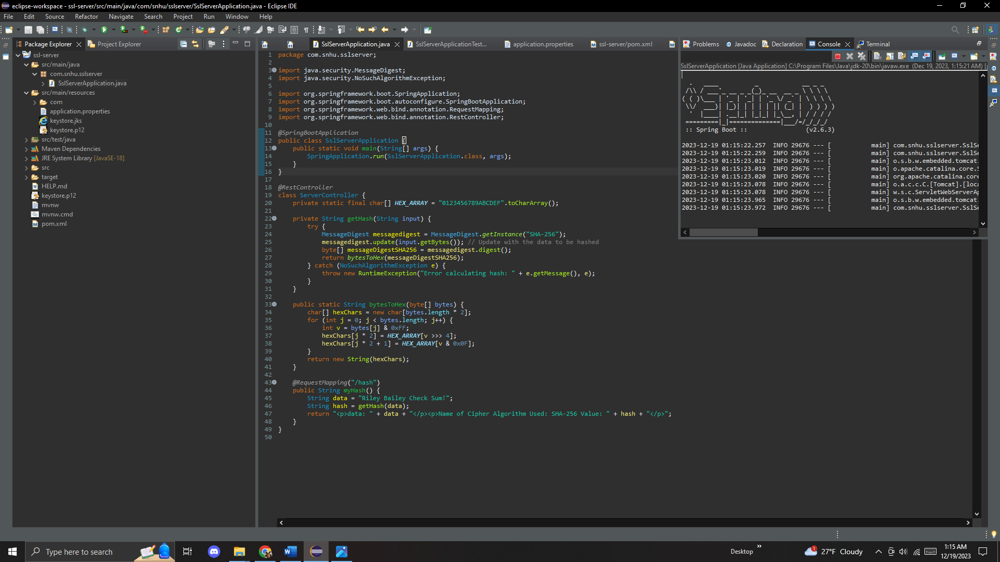 eclipse-workspace - ssl-server/src/main/java/com/snhu/sslserver/SslServerApplication.java - Eclipse IDE
File Edit Source Refactor Navigate Search Project Run Window Help
Package Explorer
Project Explorer
ssl-server
src/main/java
com.snhu.sslserver
SslServerApplication.java
src/main/resources
com
application.properties
keystore.jks
keystore.p12
src/test/java
Maven Dependencies
JRE System Library [JavaSE-18]
src
target
HELP.md
keystore.p12
mvnw
mvnw.cmd
pom.xml
SslServerApplication.java SslServerApplicationTest... application.properties ssl-server/pom.xml
1 package com.snhu.sslserver;
2
3 import java.security.MessageDigest;
4 import java.security.NoSuchAlgorithmException;
5
6 import org.springframework.boot.SpringApplication;
7 import org.springframework.boot.autoconfigure.SpringBootApplication;
8 import org.springframework.web.bind.annotation.RequestMapping;
9 import org.springframework.web.bind.annotation.RestController;
10
11 @SpringBootApplication
12 public class SslServerApplication {
13     public static void main(String[] args) {
14         SpringApplication.run(SslServerApplication.class, args);
15     }
16 }
17
18 @RestController
19 class ServerController {
20     private static final char[] HEX_ARRAY = "0123456789ABCDEF".toCharArray();
21
22     private String getHash(String input) {
23         try {
24             MessageDigest messagedigest = MessageDigest.getInstance("SHA-256");
25             messagedigest.update(input.getBytes()); // Update with the data to be hashed
26             byte[] messageDigestSHA256 = messagedigest.digest();
27             return bytesToHex(messageDigestSHA256);
28         } catch (NoSuchAlgorithmException e) {
29             throw new RuntimeException("Error calculating hash: " + e.getMessage(), e);
30         }
31     }
32
33     public static String bytesToHex(byte[] bytes) {
34         char[] hexChars = new char[bytes.length * 2];
35         for (int j = 0; j < bytes.length; j++) {
36             int v = bytes[j] & 0xFF;
37             hexChars[j * 2] = HEX_ARRAY[v >>> 4];
38             hexChars[j * 2 + 1] = HEX_ARRAY[v & 0x0F];
39         }
40         return new String(hexChars);
41     }
42
43     @RequestMapping("/hash")
44     public String myHash() {
45         String data = "Riley Bailey Check Sum!";
46         String hash = getHash(data);
47         return "<p>data: " + data + "</p><p>Name of Cipher Algorithm Used: SHA-256 Value: " + hash + "</p>";
48     }
49 }
50
Problems Javadoc Declaration Console Terminal
SslServerApplication [Java Application] C:\Program Files\Java\jdk-20\bin\javaw.exe (Dec 19, 2023, 1:15:21 AM) [
:: Spring Boot :: (v2.6.3)
2023-12-19 01:15:22.257 INFO 29676 --- [ main] com.snhu.sslserver.SslSe
2023-12-19 01:15:22.259 INFO 29676 --- [ main] com.snhu.sslserver.SslSe
2023-12-19 01:15:23.012 INFO 29676 --- [ main] o.s.b.w.embedded.tomcat.
2023-12-19 01:15:23.019 INFO 29676 --- [ main] o.apache.catalina.core.S
2023-12-19 01:15:23.020 INFO 29676 --- [ main] org.apache.catalina.core
2023-12-19 01:15:23.078 INFO 29676 --- [ main] o.a.c.c.C.[Tomcat].[loca
2023-12-19 01:15:23.078 INFO 29676 --- [ main] w.s.c.ServletWebServerAp
2023-12-19 01:15:23.965 INFO 29676 --- [ main] o.s.b.w.embedded.tomcat.
2023-12-19 01:15:23.972 INFO 29676 --- [ main] com.snhu.sslserver.SslSe
Type here to search
Desktop
27°F Cloudy
1:15 AM
12/19/2023